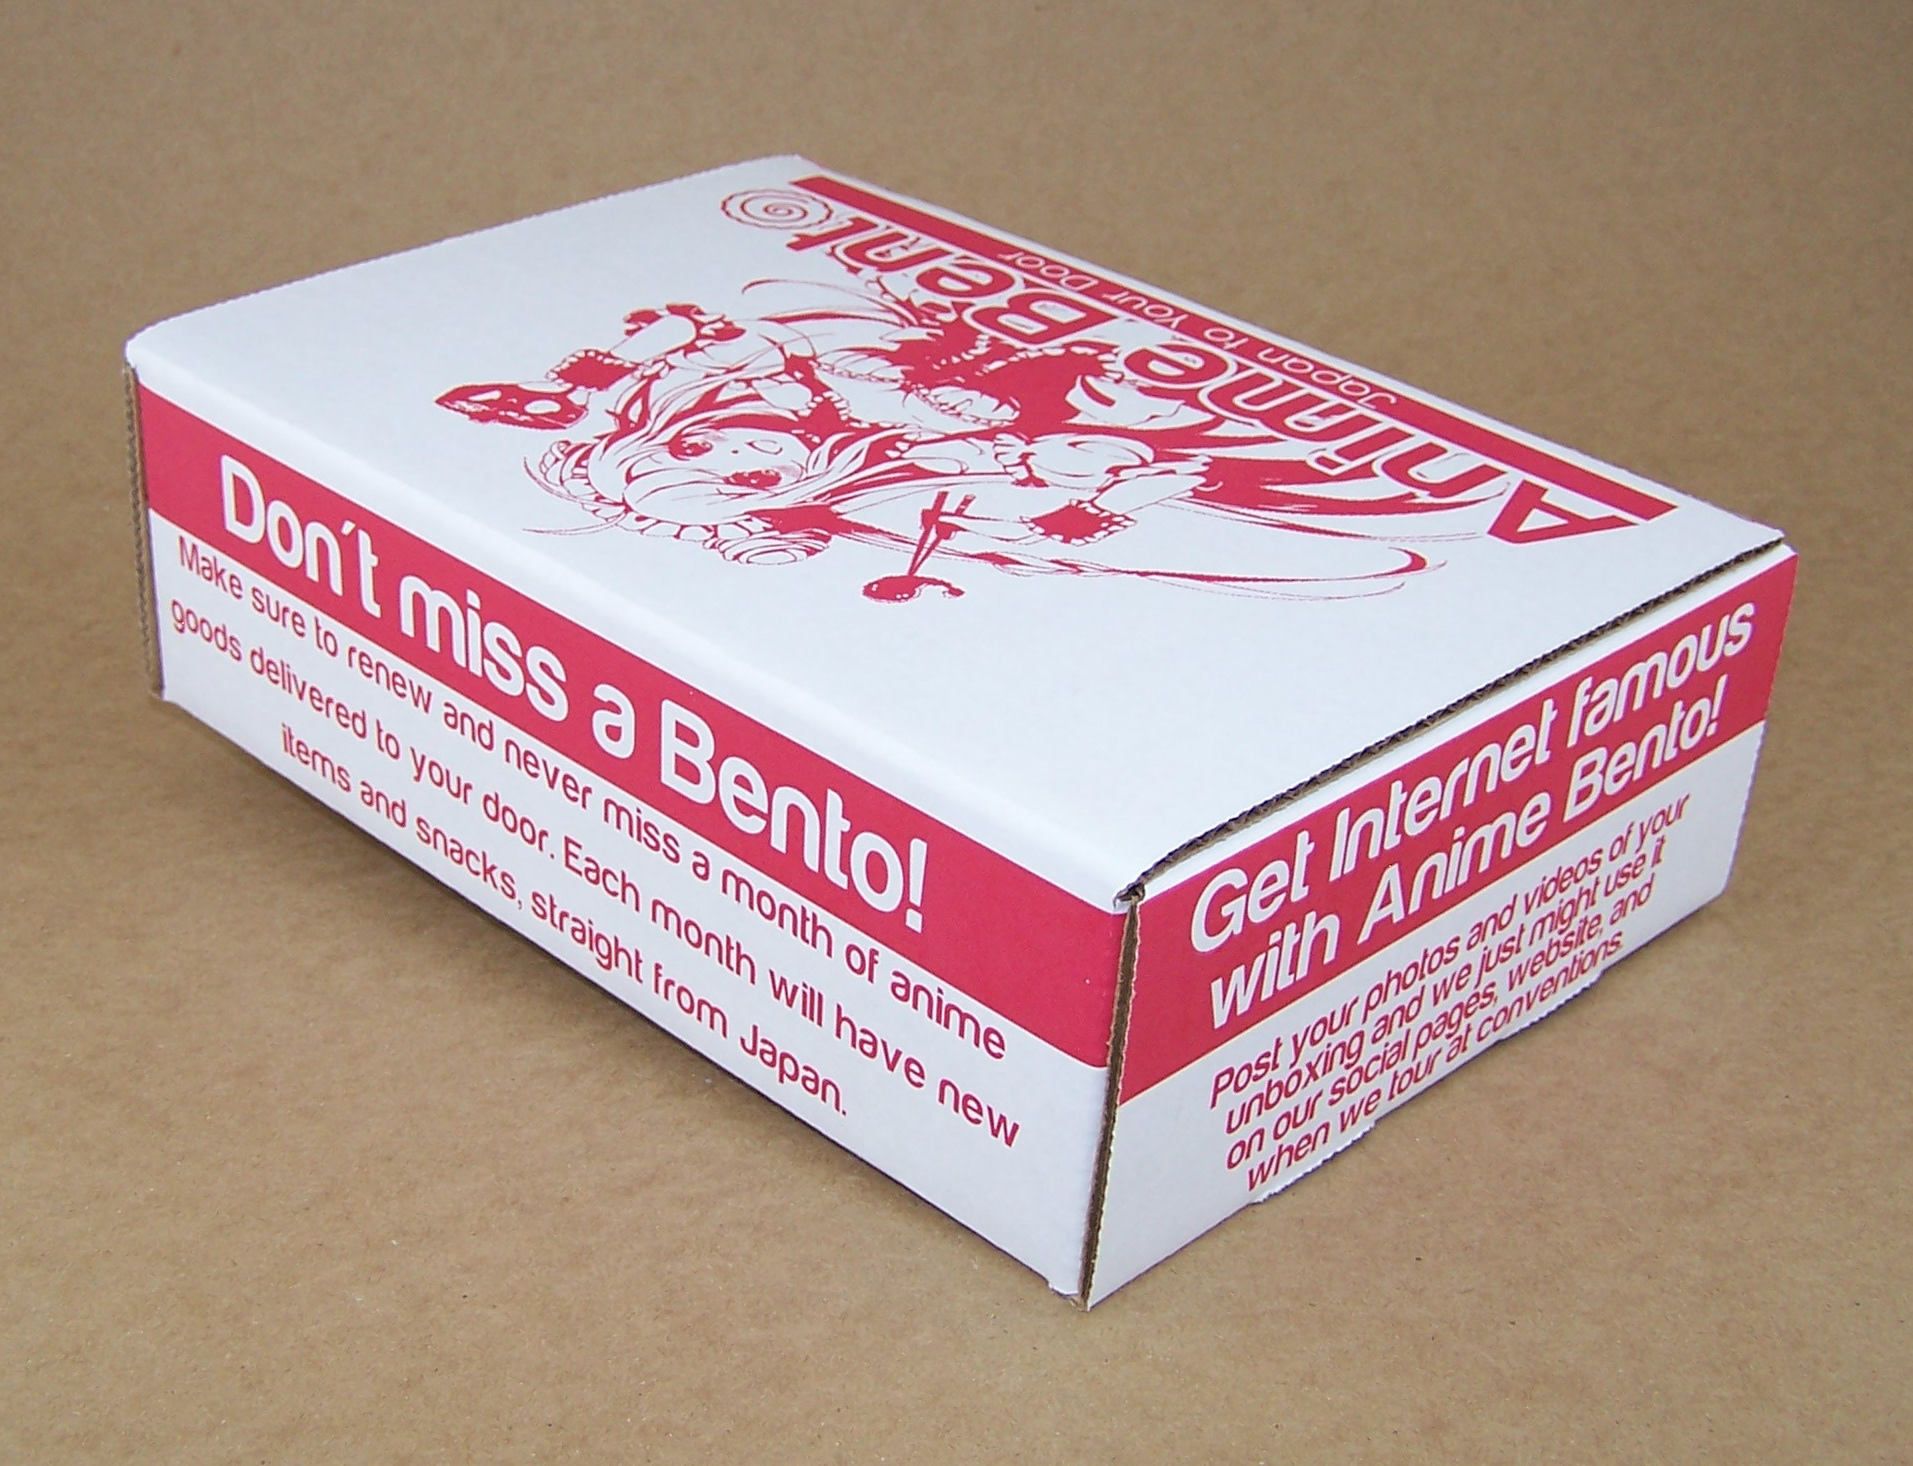 Anime Bento
Japan to Your Door
Don't miss a Bento!
Make sure to renew and never miss a month of anime
goods delivered to your door. Each month will have new
items and snacks, straight from Japan.
Get Internet famous
with Anime Bento!
Post your photos and videos of your
unboxing and we just might use it
on our social pages, website, and
when we tour at conventions.